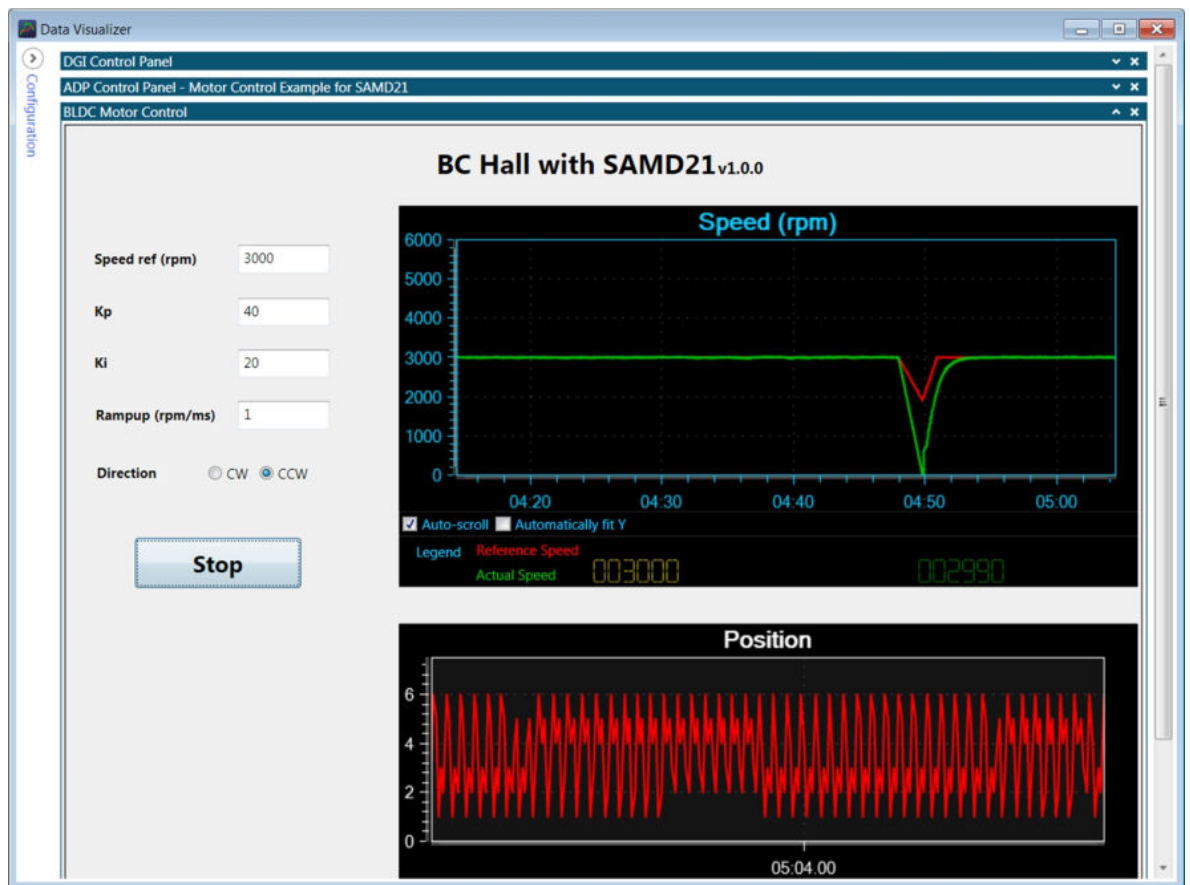 Data Visualizer
Configuration
DGI Control Panel
ADP Control Panel - Motor Control Example for SAMD21
BLDC Motor Control
BC Hall with SAMD21 v1.0.0
Speed ref (rpm) 3000
Kp 40
Ki 20
Rampup (rpm/ms) 1
Direction CW CCW
Stop
Speed (rpm)
6000
5000
4000
3000
2000
1000
0
04:20 04:30 04:40 04:50 05:00
Auto-scroll Automatically fit Y
Legend Reference Speed
Actual Speed 003000 002990
Position
6
4
2
0
05:04.00